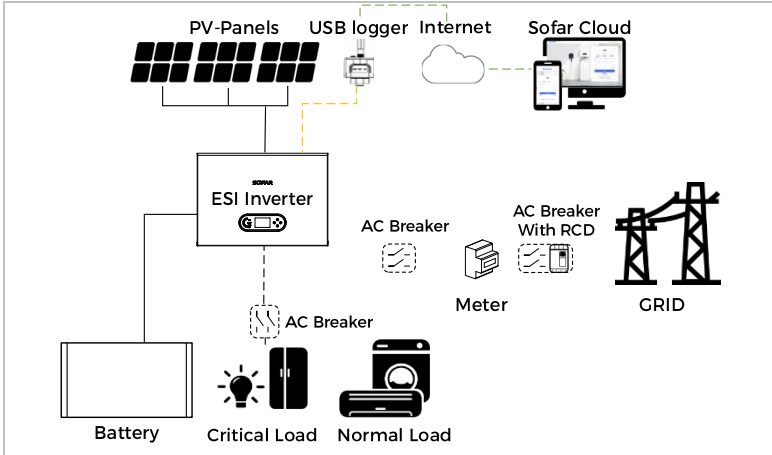 PV-Panels
USB logger
Internet
Sofar Cloud
SOFAR
ESI Inverter
AC Breaker
AC Breaker
With RCD
Meter
GRID
AC Breaker
Battery
Critical Load
Normal Load